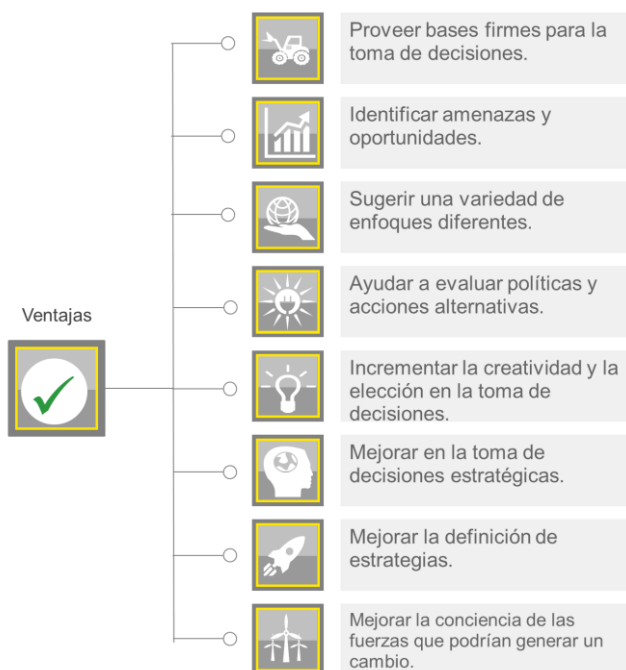 Proveer bases firmes para la
toma de decisiones.
Identificar amenazas y
oportunidades.
Sugerir una variedad de
enfoques diferentes.
Ayudar a evaluar políticas y
acciones alternativas.
Ventajas
Incrementar la creatividad y la
elección en la toma de
decisiones.
Mejorar en la toma de
decisiones estratégicas.
Mejorar la definición de
estrategias.
Mejorar la conciencia de las
fuerzas que podrían generar un
cambio.